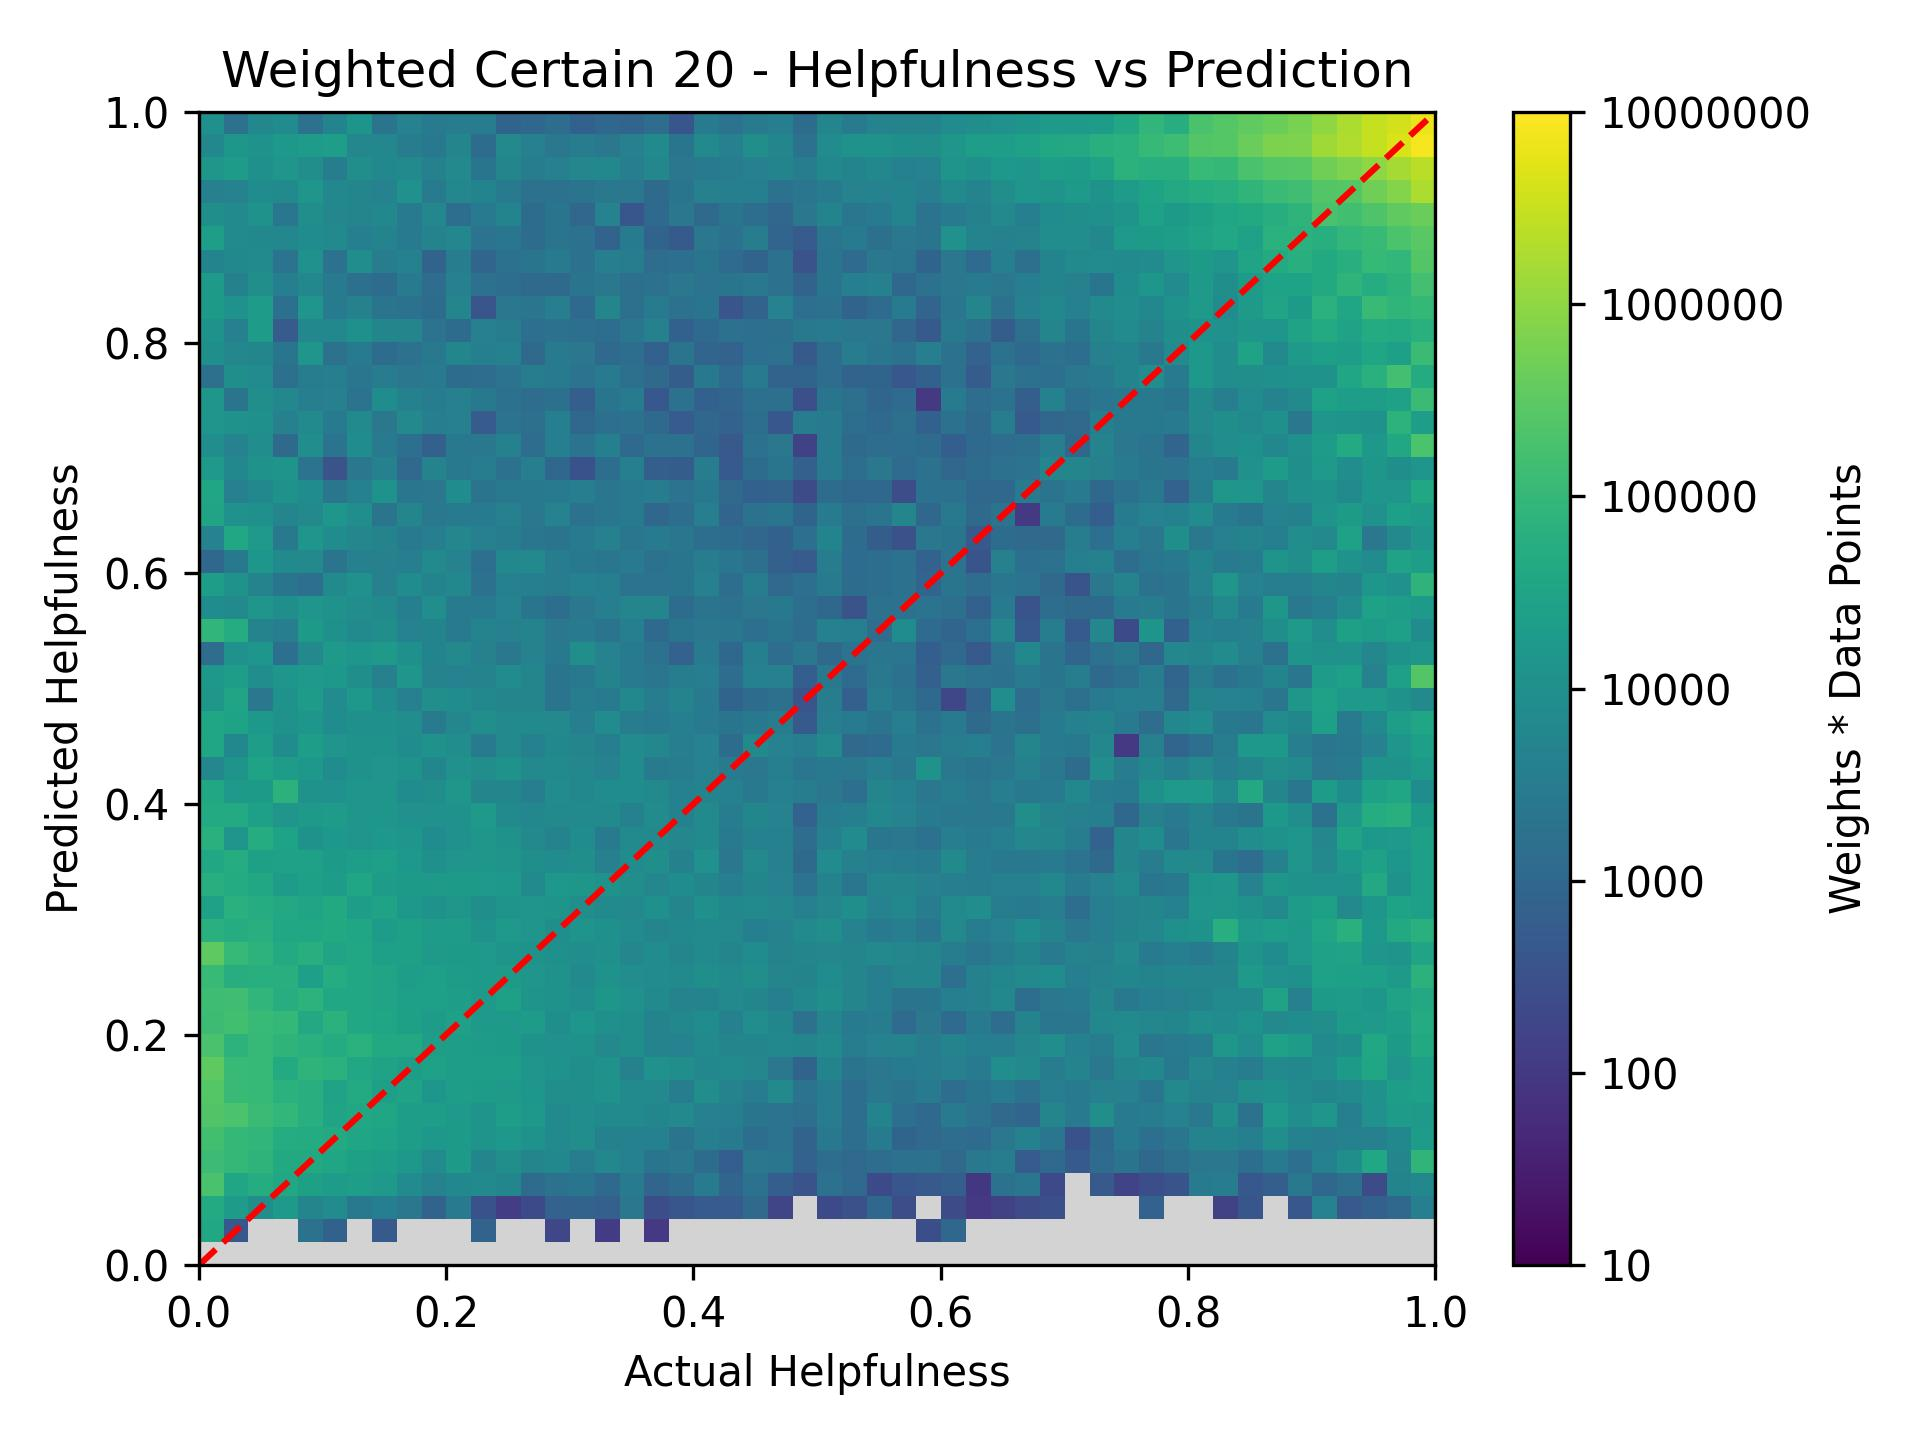 Weighted Certain 20 - Helpfulness vs Prediction
1.0
0.8
0.6
0.4
0.2
0.0
Predicted Helpfulness
0.0 0.2 0.4 0.6 0.8 1.0
Actual Helpfulness
10000000
1000000
100000
10000
1000
100
10
Weights * Data Points